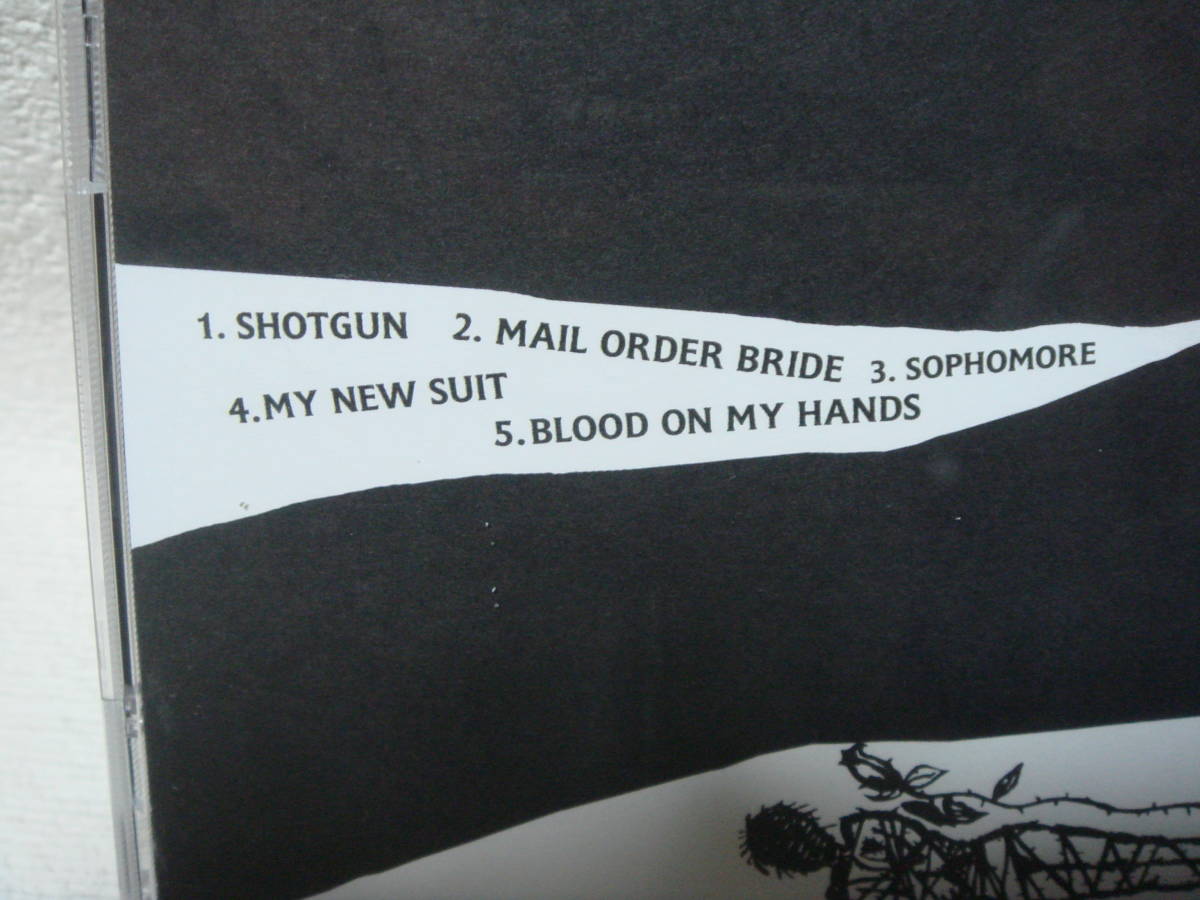 1. SHOTGUN 2. MAIL ORDER BRIDE 3. SOPHOMORE
4.MY NEW SUIT
5.BLOOD ON MY HANDS